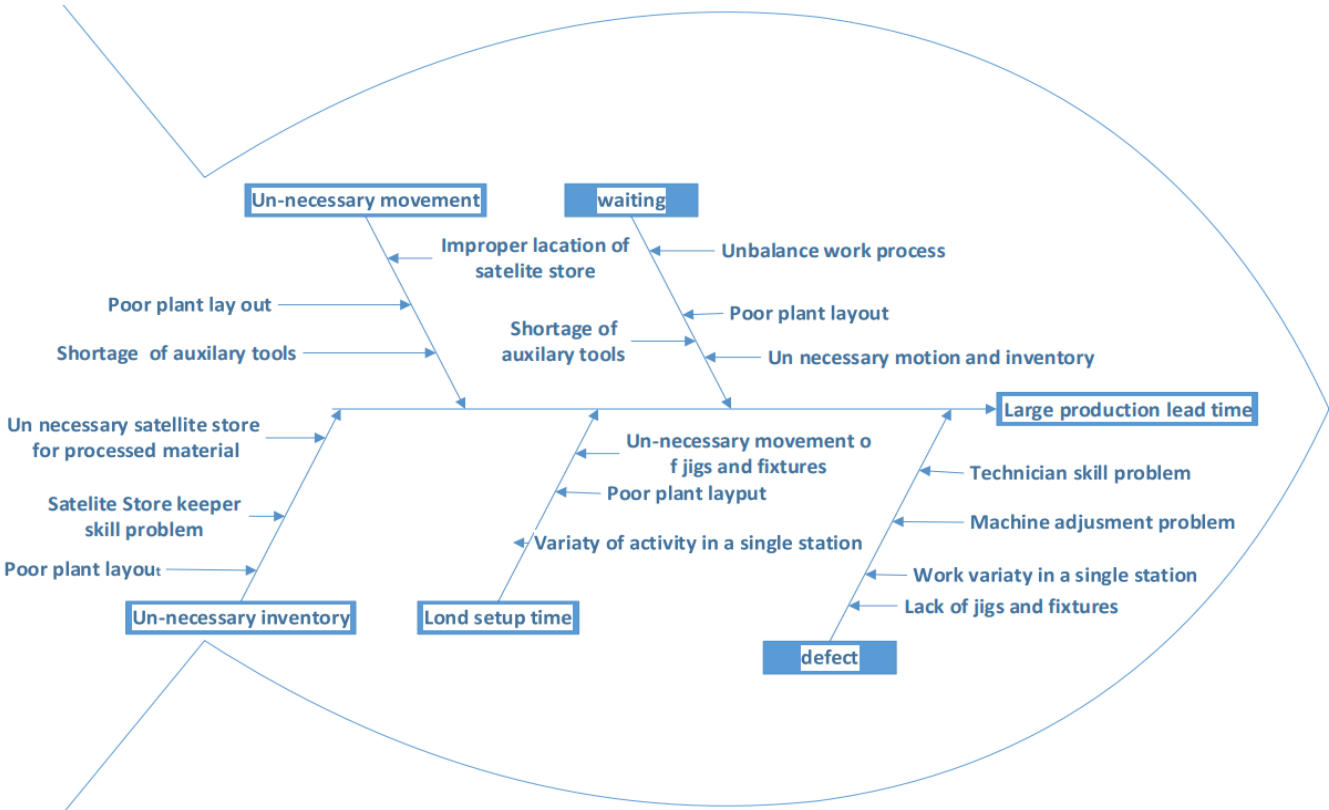 Un-necessary movement
waiting
Improper lacation of
satelite store
Unbalance work process
Poor plant lay out
Poor plant layout
Shortage of
auxilary tools
Shortage  of auxilary tools
Un necessary motion and inventory
Large production lead time
Un necessary satellite store
for processed material
Un-necessary movement o
f jigs and fixtures
Technician skill problem
Poor plant layput
Satelite Store keeper
skill problem
Machine adjusment problem
Variaty of activity in a single station
Poor plant layout
Work variaty in a single station
Lack of jigs and fixtures
Un-necessary inventory
Lond setup time
defect